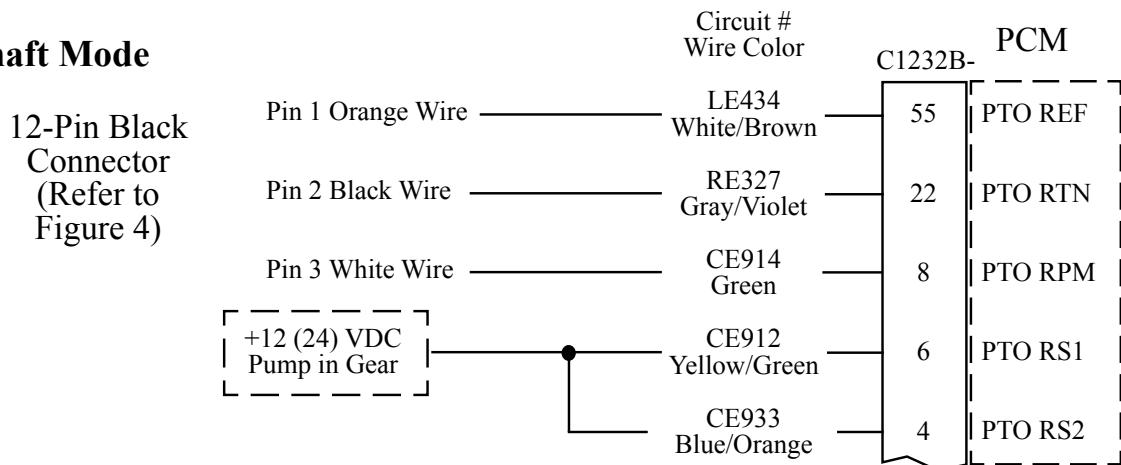 haft Mode
12-Pin Black
Connector
(Refer to
Figure 4)
Circuit #
Wire Color
C1232B-
PCM
Pin 1 Orange Wire
LE434
White/Brown
55
PTO REF
Pin 2 Black Wire
RE327
Gray/Violet
22
PTO RTN
Pin 3 White Wire
CE914
Green
8
PTO RPM
+12 (24) VDC
Pump in Gear
CE912
Yellow/Green
6
PTO RS1
CE933
Blue/Orange
4
PTO RS2